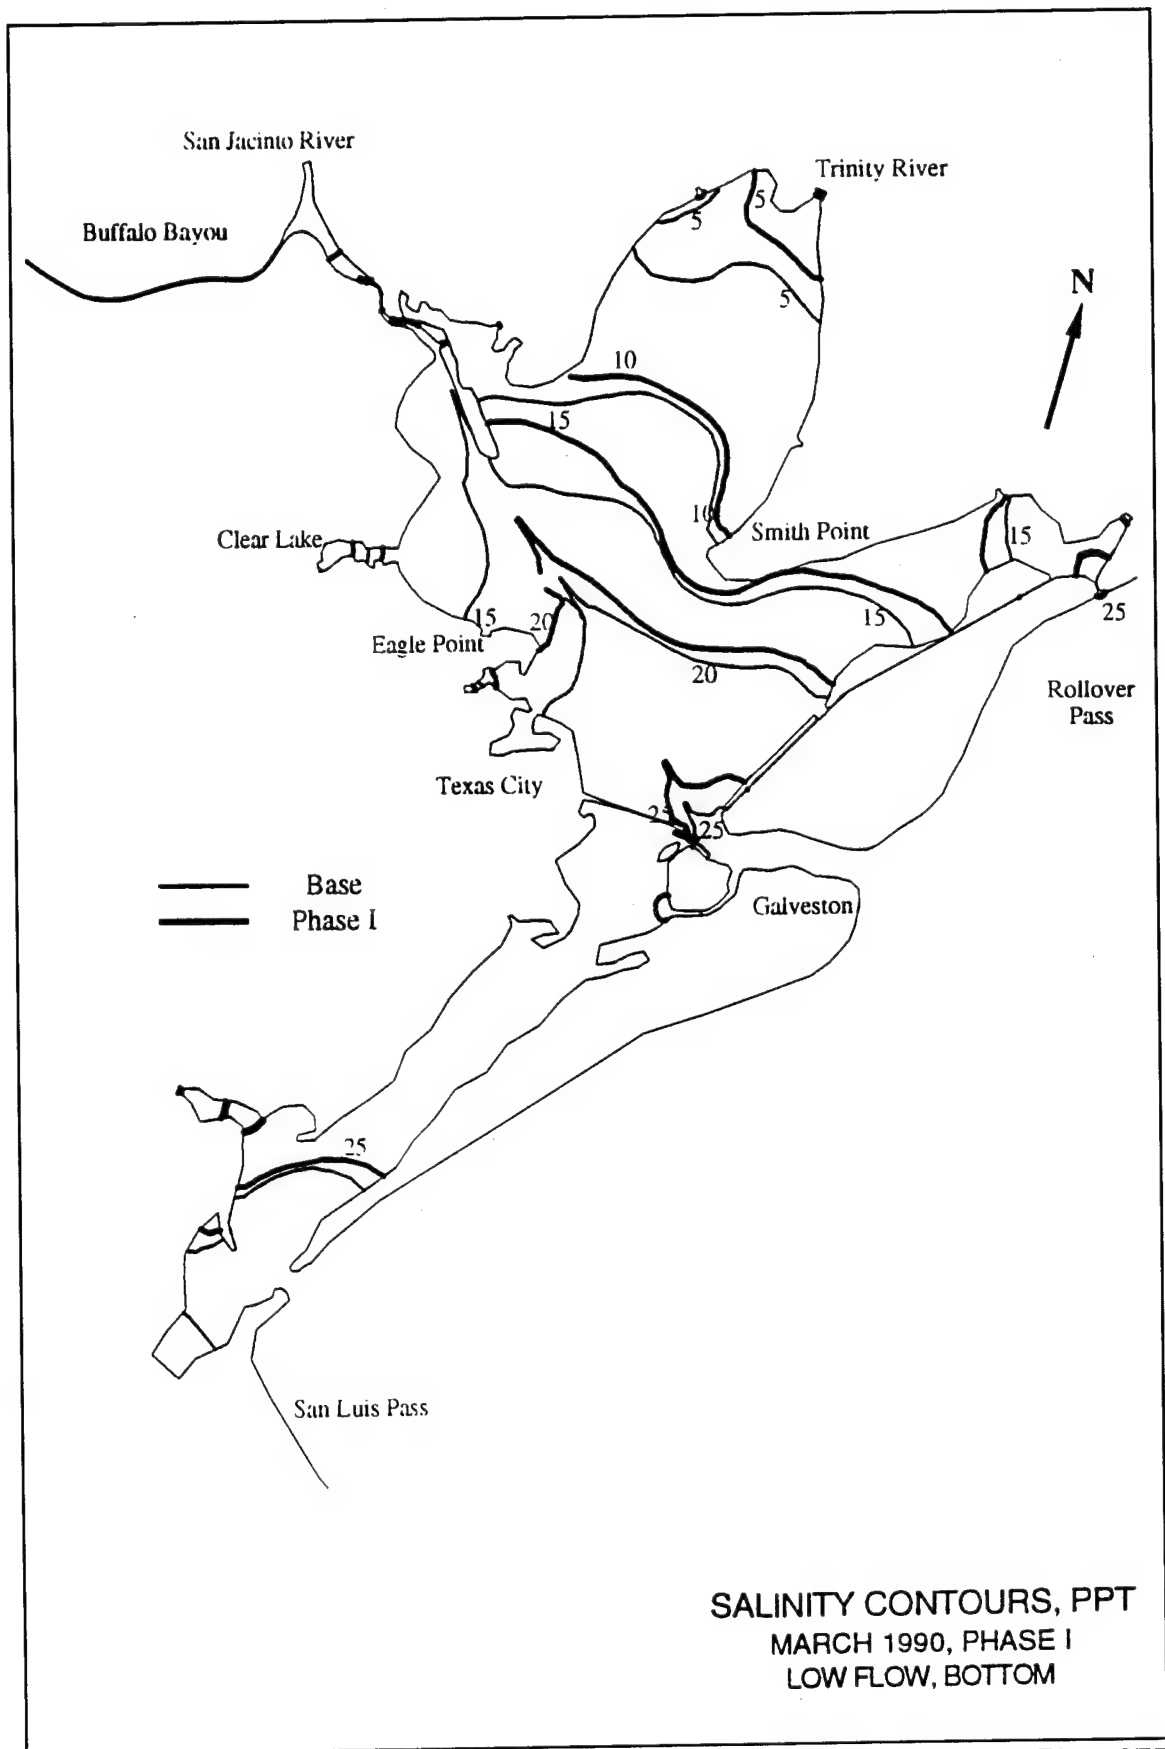 San Jacinto River
Trinity River
Buffalo Bayou
5
5
5
N
10
15
10
Smith Point
15
Clear Lake
15
20
15
25
Eagle Point
20
Rollover
Pass
Texas City
25
25
Base
Phase I
Galveston
25
San Luis Pass
SALINITY CONTOURS, PPT
MARCH 1990, PHASE I
LOW FLOW, BOTTOM